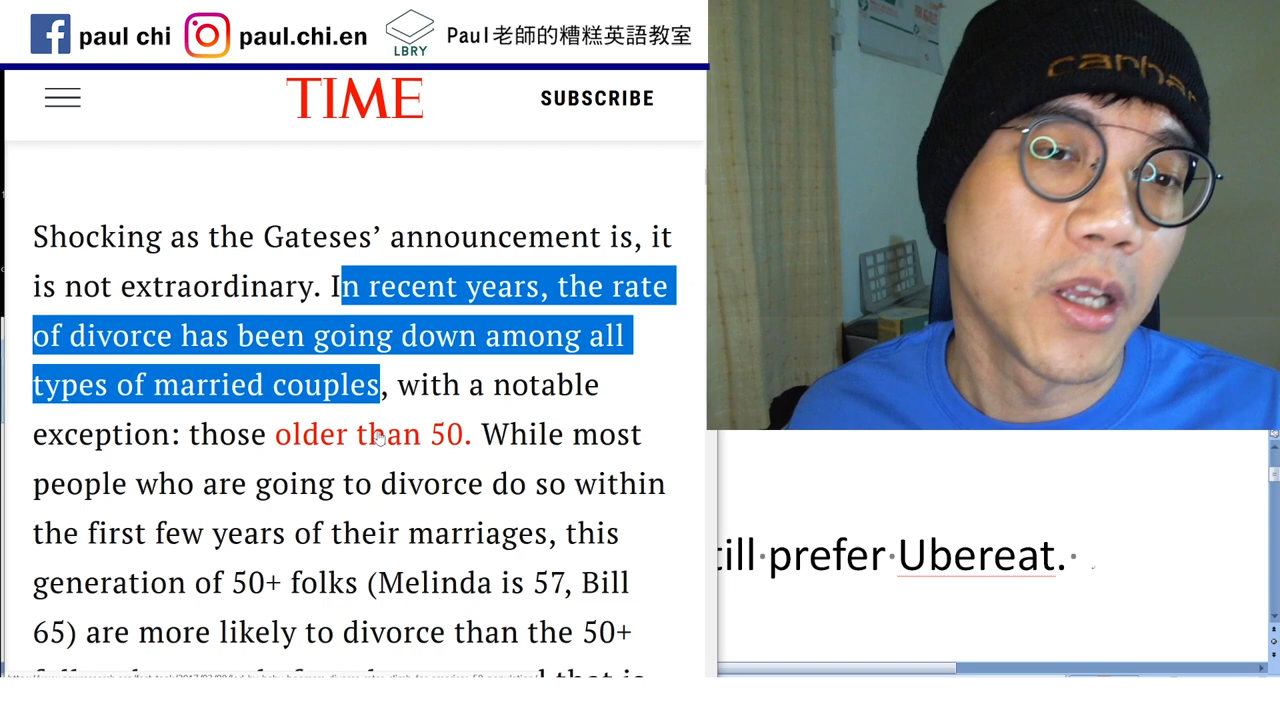 paul chi
paul.chi.en
LBRY
Paul老師的糟糕英語教室
TIME
SUBSCRIBE
Shocking as the Gateses’ announcement is, it
is not extraordinary. In recent years, the rate
of divorce has been going down among all
types of married couples, with a notable
exception: those older than 50. While most
people who are going to divorce do so within
the first few years of their marriages, this
generation of 50+ folks (Melinda is 57, Bill
65) are more likely to divorce than the 50+
that is
carhar
till prefer Ubereat.